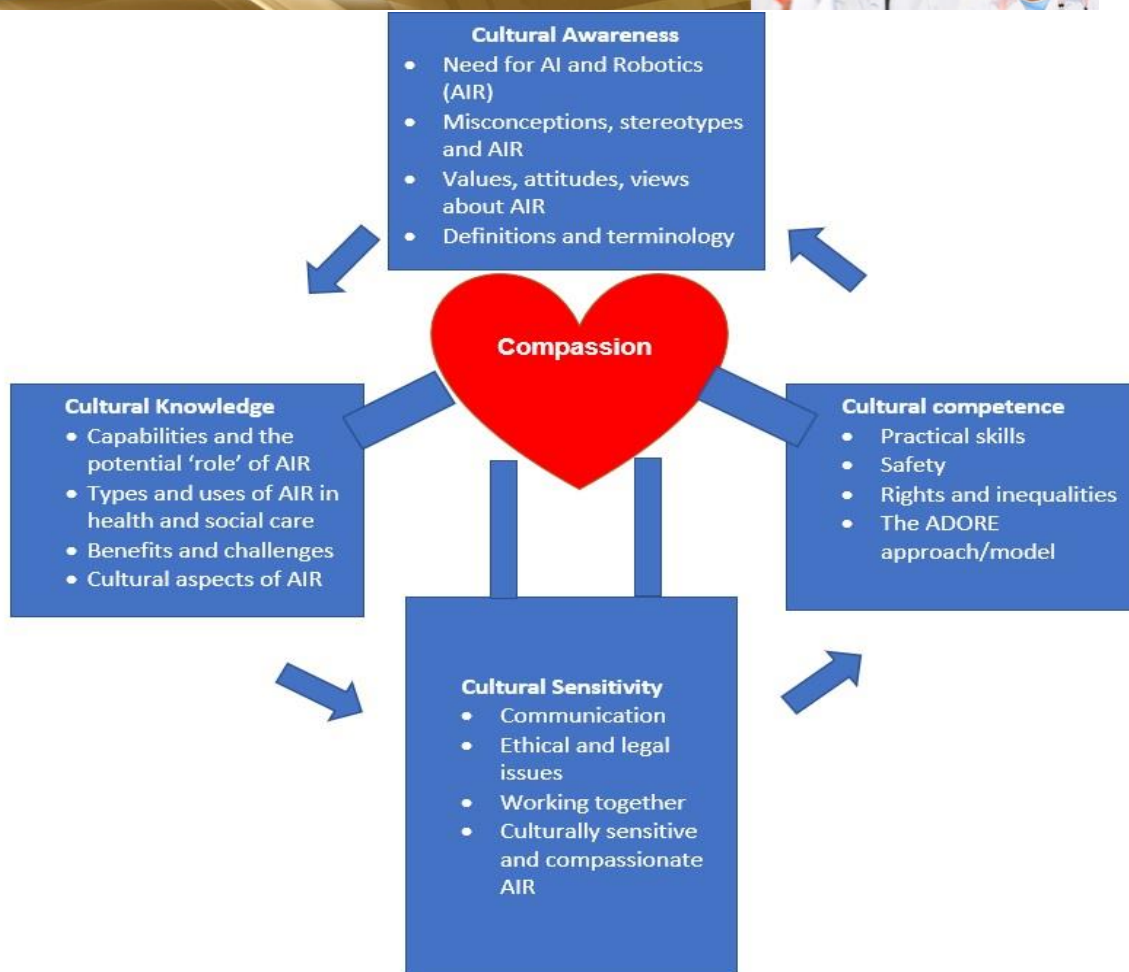 Cultural Awareness
• Need for AI and Robotics
(AIR)
• Misconceptions, stereotypes
and AIR
• Values, attitudes, views
about AIR
• Definitions and terminology
Compassion
Cultural Knowledge
• Capabilities and the
potential ‘role’ of AIR
• Types and uses of AIR in
health and social care
• Benefits and challenges
• Cultural aspects of AIR
Cultural competence
• Practical skills
• Safety
• Rights and inequalities
• The ADORE
approach/model
Cultural Sensitivity
• Communication
• Ethical and legal
issues
• Working together
• Culturally sensitive
and compassionate
AIR